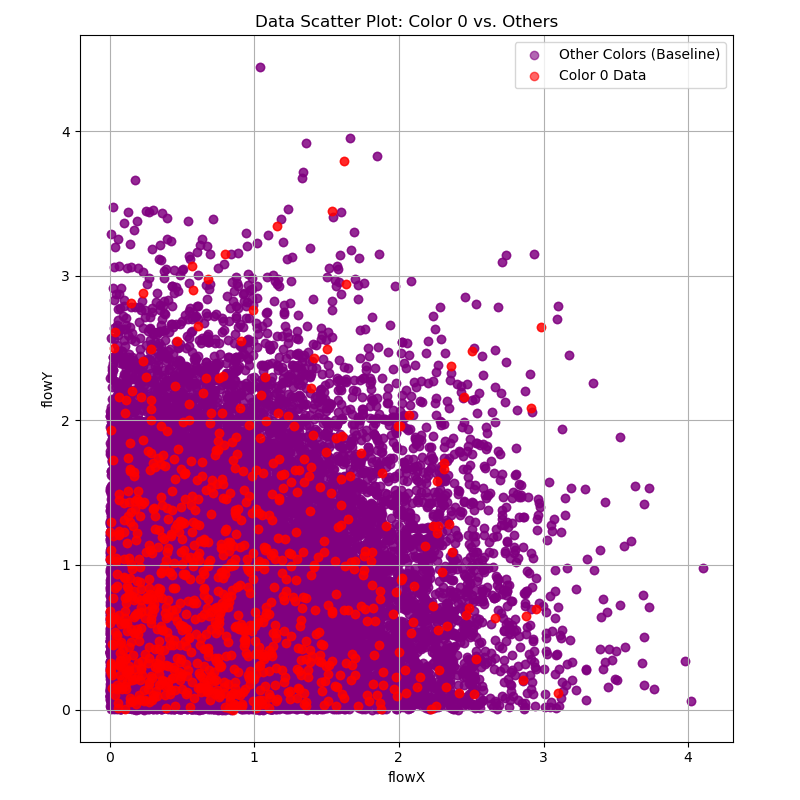 Data Scatter Plot: Color 0 vs. Others
Other Colors (Baseline)
Color 0 Data
flowY
4
3
2
1
0
0 1 2 3 4
flowX